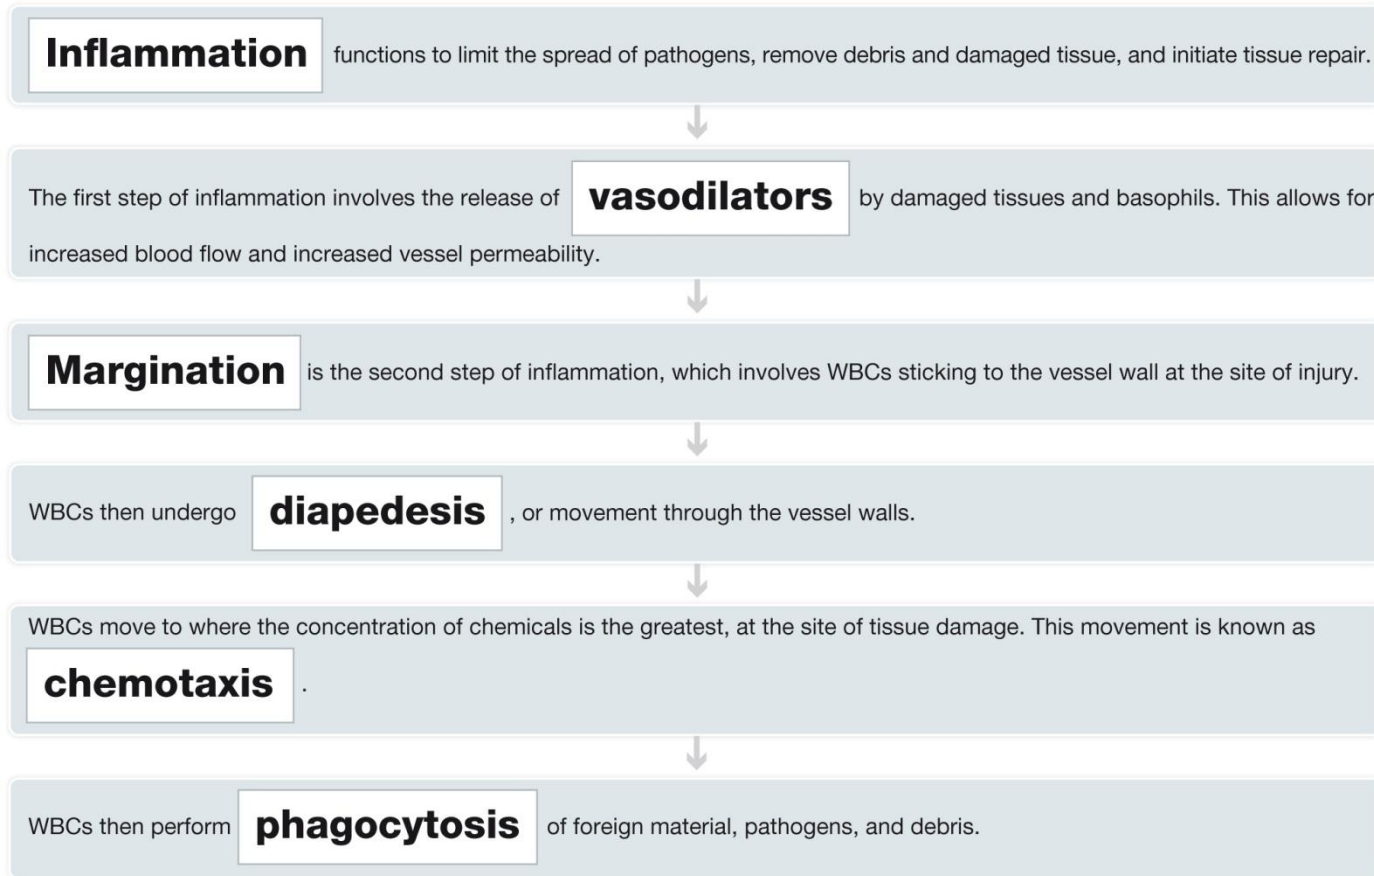 Inflammation functions to limit the spread of pathogens, remove debris and damaged tissue, and initiate tissue repair.
The first step of inflammation involves the release of vasodilators by damaged tissues and basophils. This allows for
increased blood flow and increased vessel permeability.
Margination is the second step of inflammation, which involves WBCs sticking to the vessel wall at the site of injury.
WBCs then undergo diapedesis , or movement through the vessel walls.
WBCs move to where the concentration of chemicals is the greatest, at the site of tissue damage. This movement is known as
chemotaxis .
WBCs then perform phagocytosis of foreign material, pathogens, and debris.